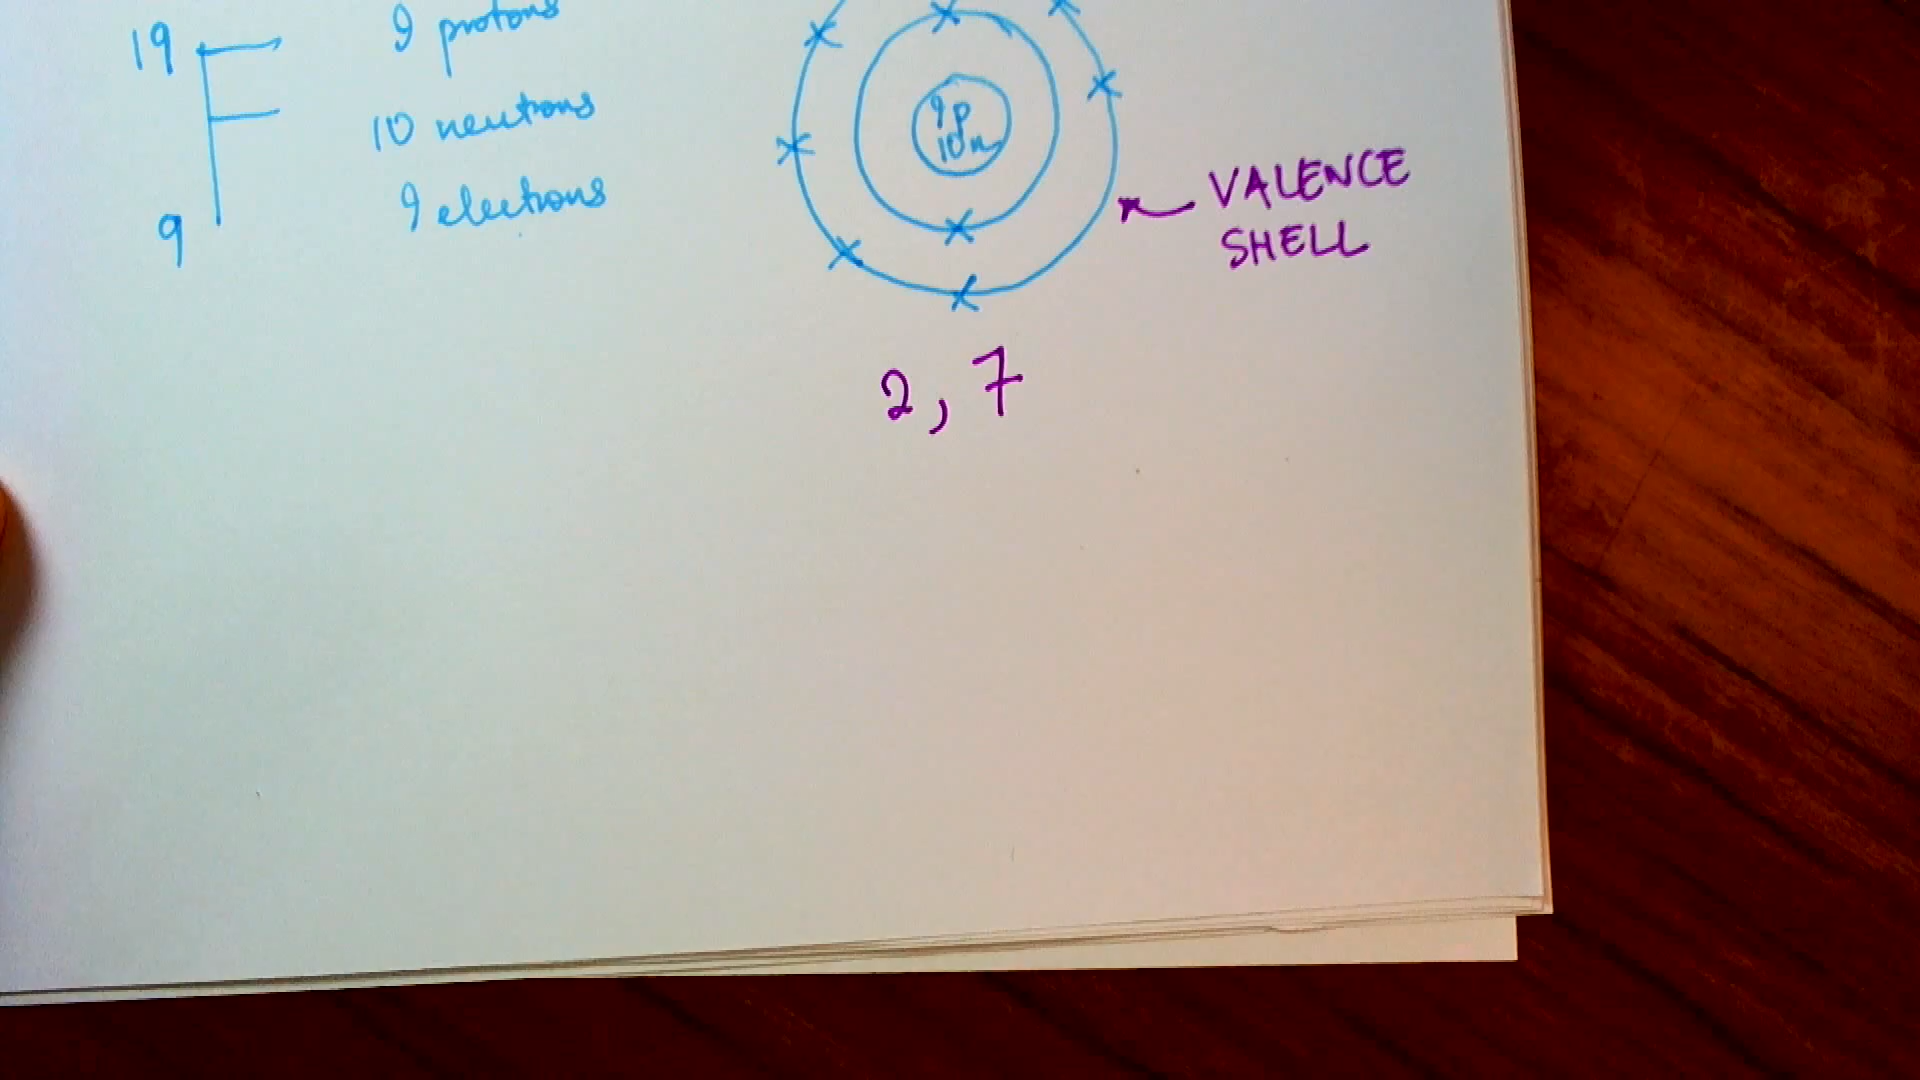 19
F
9
9 protons
10 neutrons
9 electrons
9p
10n
VALENCE
SHELL
2, 7